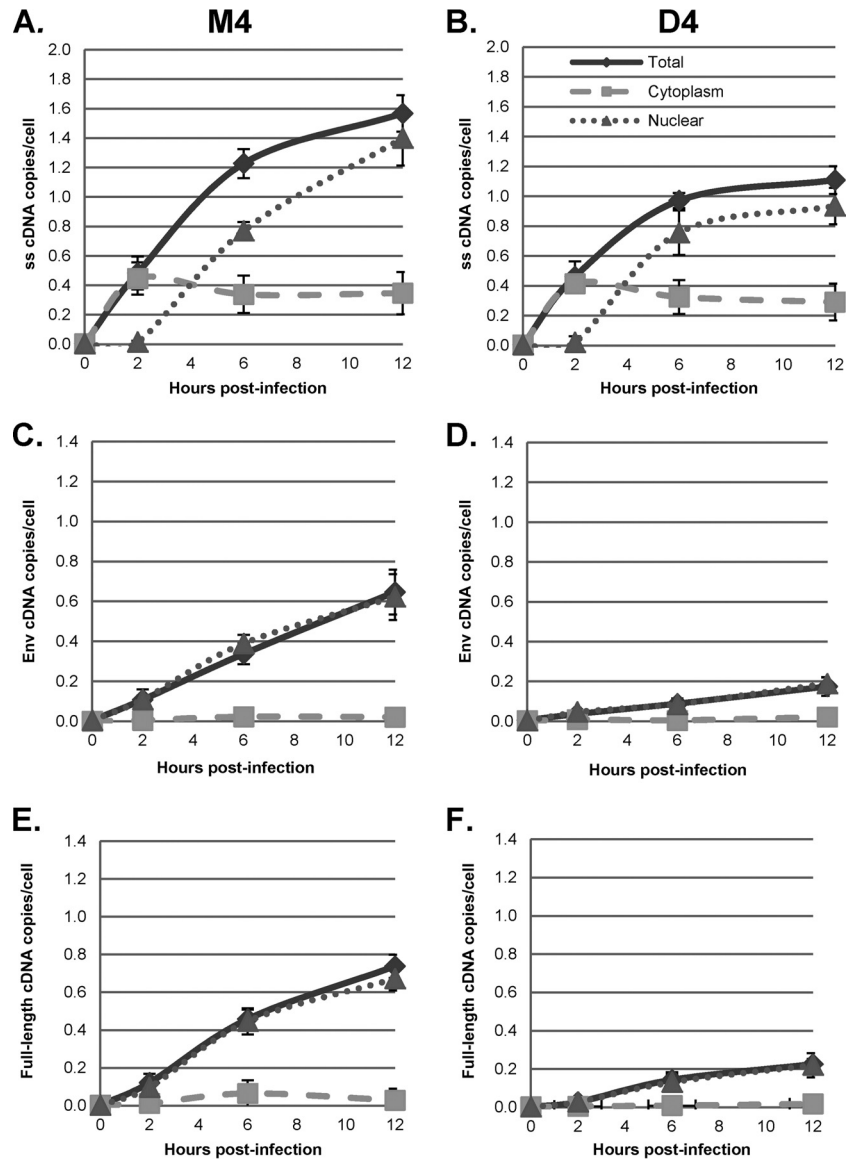 A. M4
2.0
1.8
1.6
1.4
1.2
1.0
0.8
0.6
0.4
0.2
0.0
ss cDNA copies/cell
0 2 4 6 8 10 12
Hours post-infection
B. D4
2.0
1.8
1.6
1.4
1.2
1.0
0.8
0.6
0.4
0.2
0.0
ss cDNA copies/cell
Total
Cytoplasm
Nuclear
0 2 4 6 8 10 12
Hours post-infection
C.
1.4
1.2
1.0
0.8
0.6
0.4
0.2
0.0
Env cDNA copies/cell
0 2 4 6 8 10 12
Hours post-infection
D.
1.4
1.2
1.0
0.8
0.6
0.4
0.2
0.0
Env cDNA copies/cell
0 2 4 6 8 10 12
Hours post-infection
E.
1.4
1.2
1.0
0.8
0.6
0.4
0.2
0.0
Full-length cDNA copies/cell
0 2 4 6 8 10 12
Hours post-infection
F.
1.4
1.2
1.0
0.8
0.6
0.4
0.2
0.0
Full-length cDNA copies/cell
0 2 4 6 8 10 12
Hours post-infection